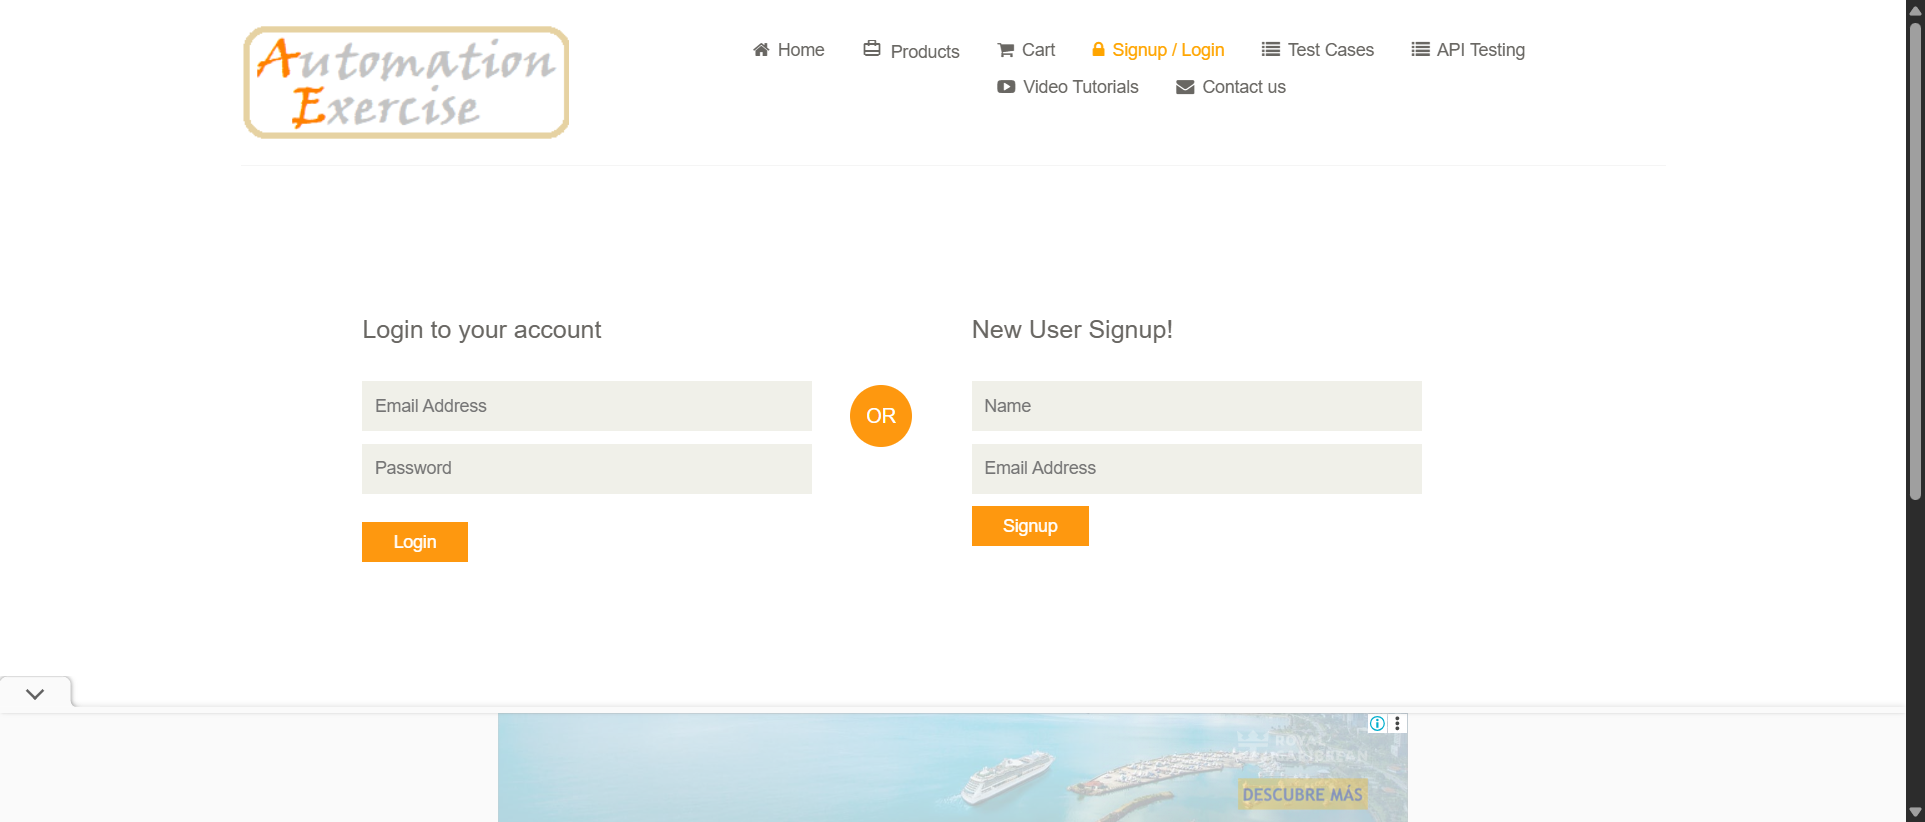 Automation
Exercise
Home
Products
Cart
Signup / Login
Test Cases
API Testing
Video Tutorials
Contact us
Login to your account
Email Address
Password
Login
OR
New User Signup!
Name
Email Address
Signup
ROYAL
CARIBBEAN
DESCUBRE MÁS